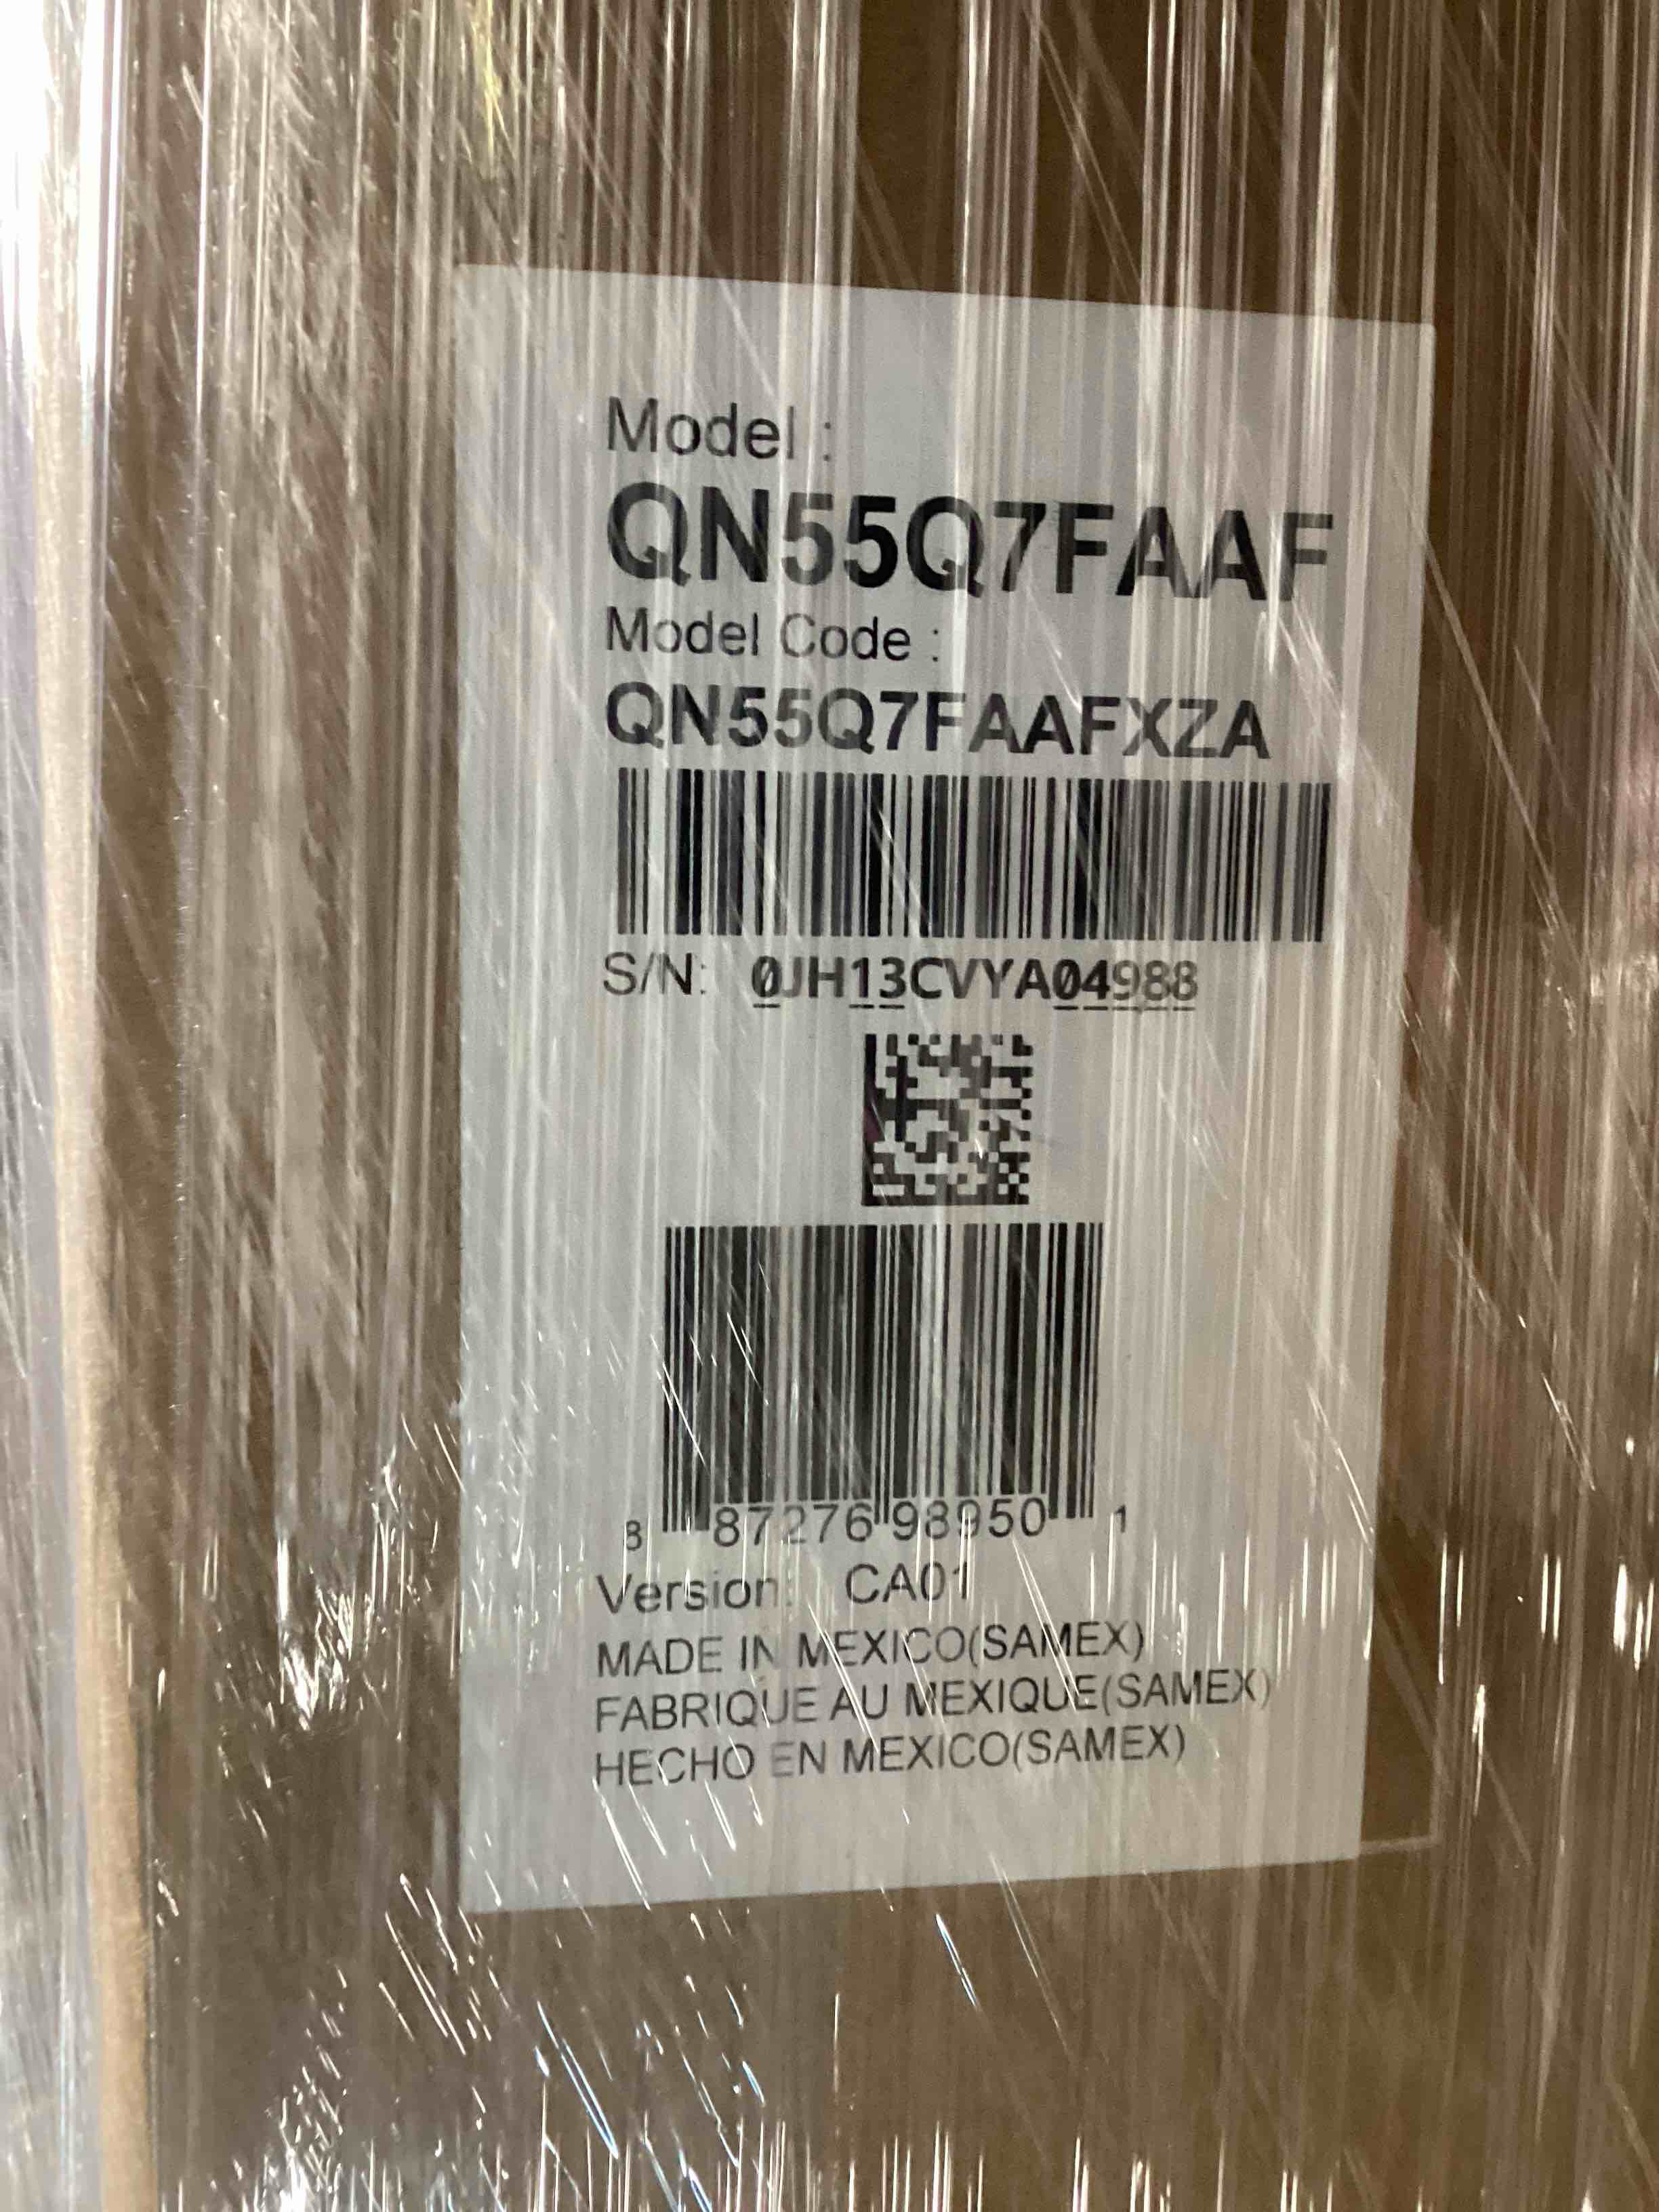 Model :
QN55Q7FAAF
Model Code :
QN55Q7FAAFXZA
S/N: 0JH13CVYA04988
8 87276 98950 1
Version: CA01
MADE IN MEXICO(SAMEX)
FABRIQUE AU MEXIQUE(SAMEX)
HECHO EN MEXICO(SAMEX)